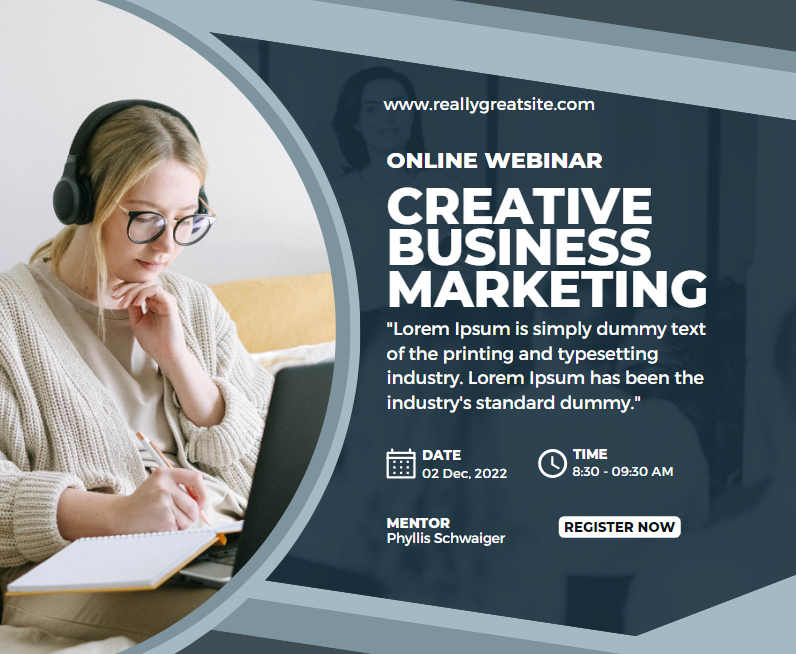 www.reallygreatsite.com
ONLINE WEBINAR
CREATIVE
BUSINESS
MARKETING
"Lorem Ipsum is simply dummy text
of the printing and typesetting
industry. Lorem Ipsum has been the
industry's standard dummy."
DATE
02 Dec, 2022
TIME
8:30 - 09:30 AM
MENTOR
Phyllis Schwaiger
REGISTER NOW